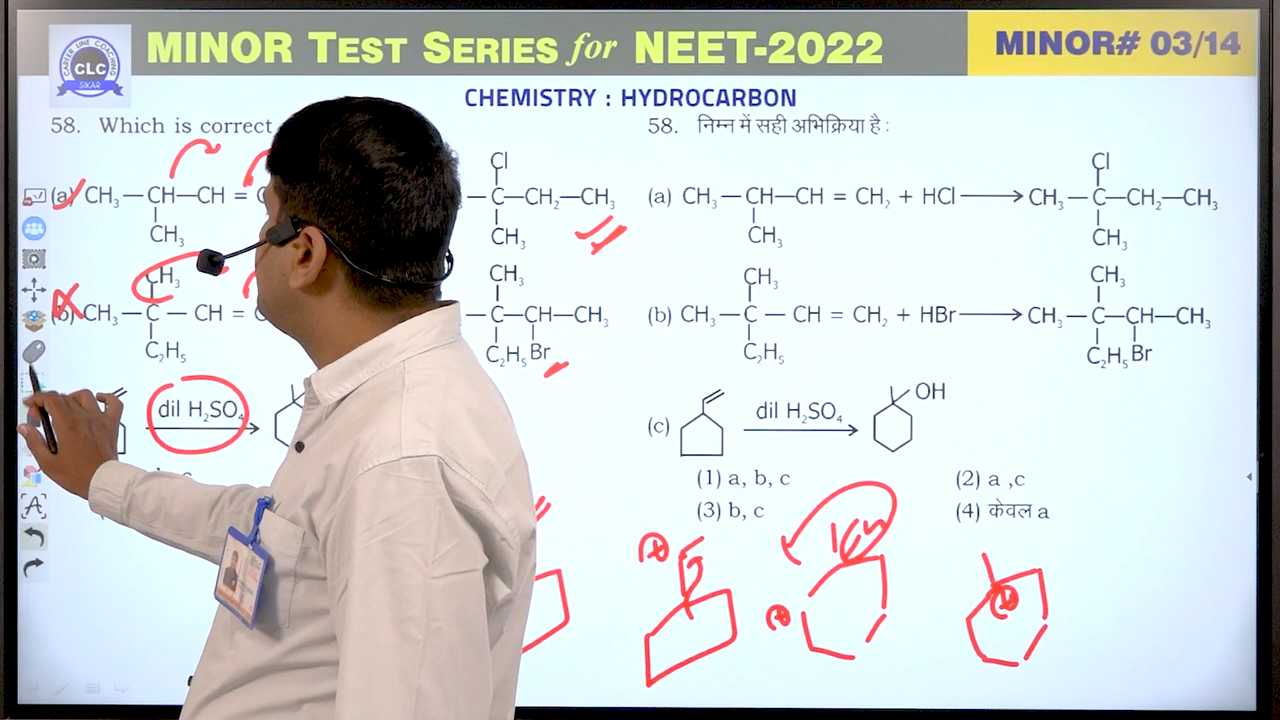 CAREER LINE COACHING
CLC
SIKAR
MINOR TEST SERIES for NEET-2022
MINOR# 03/14
CHEMISTRY : HYDROCARBON
58. Which is correct
Cl
(a) CH₃—CH—CH =
—C—CH₂—CH₃
CH₃
CH₃
CH₃
CH₃
(b) CH₃—C—CH =
—C—CH—CH₃
C₂H₅
C₂H₅ Br
dil H₂SO₄
58. निम्न में सही अभिक्रिया है :
Cl
(a) CH₃—CH—CH = CH₂ + HCl⟶CH₃—C—CH₂—CH₃
CH₃
CH₃
CH₃
CH₃
(b) CH₃—C—CH = CH₂ + HBr⟶CH₃—C—CH—CH₃
C₂H₅
C₂H₅ Br
(c) dil H₂SO₄ OH
(1) a, b, c
(2) a ,c
(3) b, c
(4) केवल a